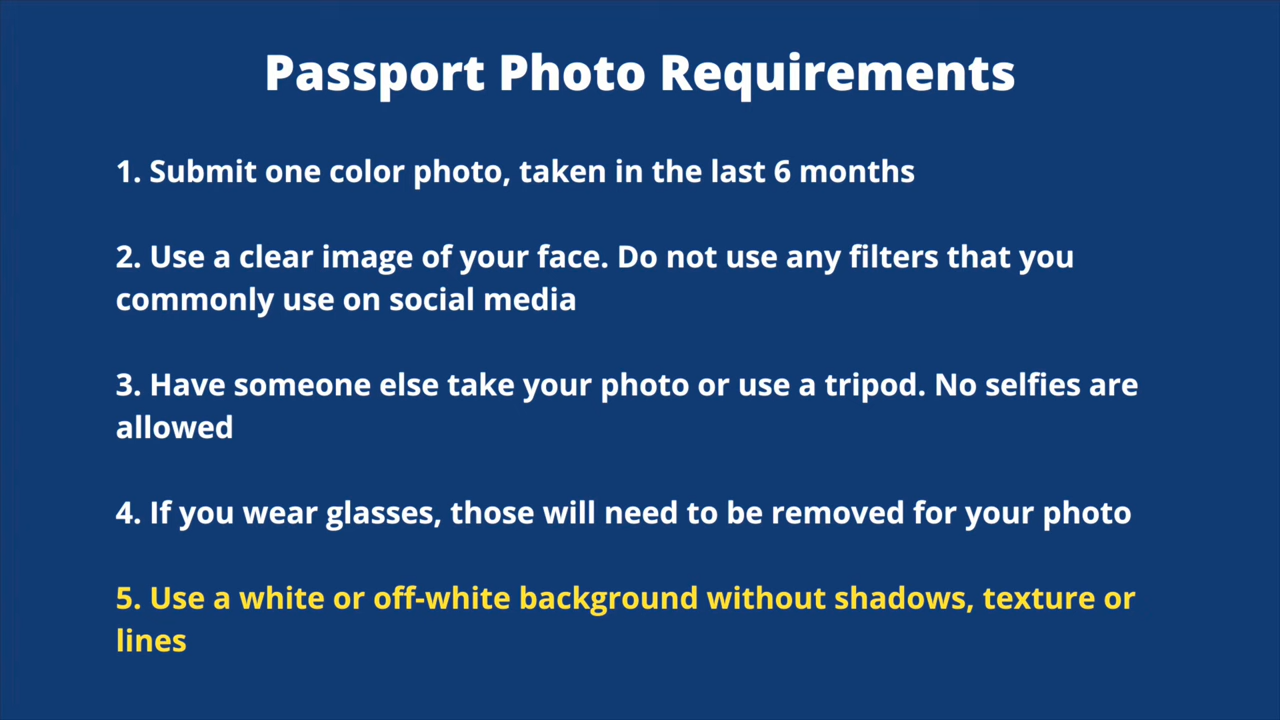 Passport Photo Requirements
1. Submit one color photo, taken in the last 6 months
2. Use a clear image of your face. Do not use any filters that you
commonly use on social media
3. Have someone else take your photo or use a tripod. No selfies are
allowed
4. If you wear glasses, those will need to be removed for your photo
5. Use a white or off-white background without shadows, texture or
lines